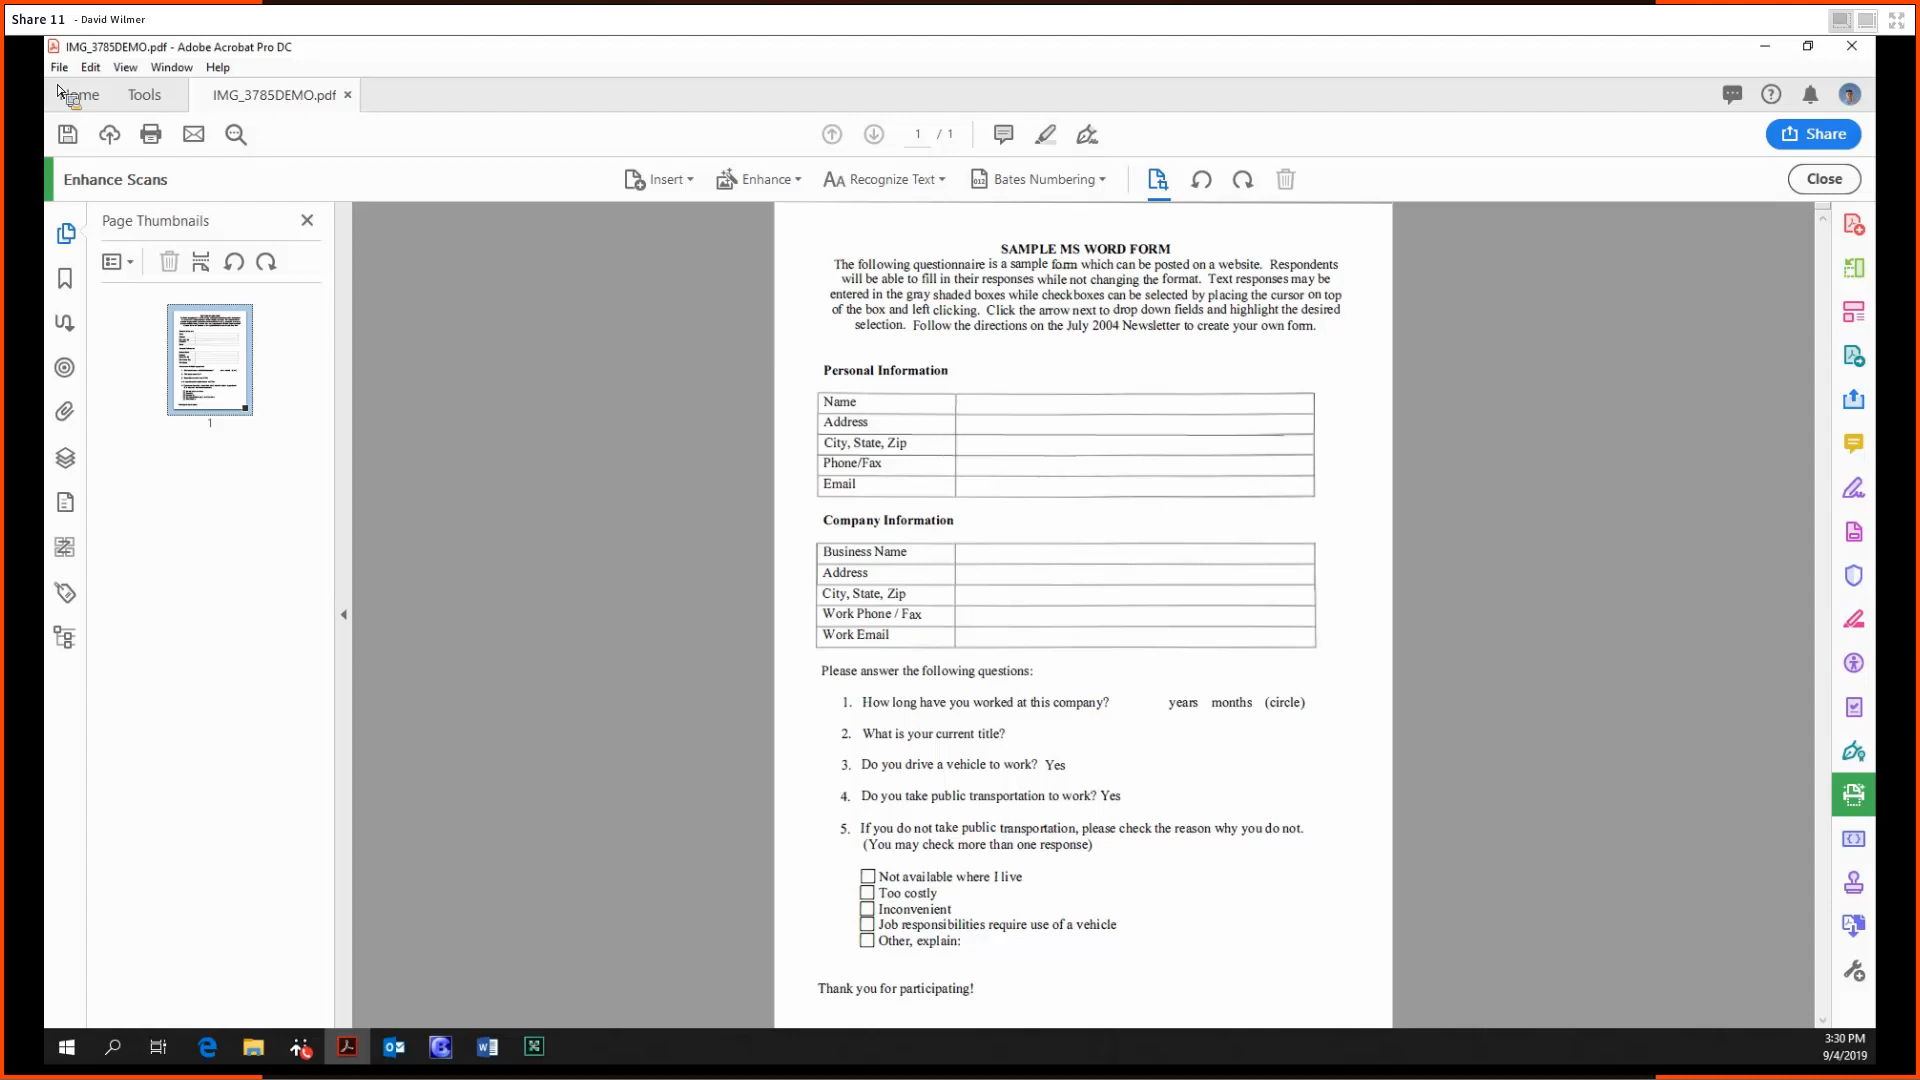 Share 11 - David Wilmer
IMG_3785DEMO.pdf - Adobe Acrobat Pro DC
File Edit View Window Help
Tools IMG_3785DEMO.pdf
1 / 1
Share
Enhance Scans Insert Enhance Recognize Text Bates Numbering Close
Page Thumbnails
1
SAMPLE MS WORD FORM
The following questionnaire is a sample form which can be posted on a website. Respondents
will be able to fill in their responses while not changing the format. Text responses may be
entered in the gray shaded boxes while checkboxes can be selected by placing the cursor on top
of the box and left clicking. Click the arrow next to drop down fields and highlight the desired
selection. Follow the directions on the July 2004 Newsletter to create your own form.
Personal Information
Name
Address
City, State, Zip
Phone/Fax
Email
Company Information
Business Name
Address
City, State, Zip
Work Phone / Fax
Work Email
Please answer the following questions:
1. How long have you worked at this company? years months (circle)
2. What is your current title?
3. Do you drive a vehicle to work? Yes
4. Do you take public transportation to work? Yes
5. If you do not take public transportation, please check the reason why you do not.
(You may check more than one response)
Not available where I live
Too costly
Inconvenient
Job responsibilities require use of a vehicle
Other, explain:
Thank you for participating!
3:30 PM
9/4/2019